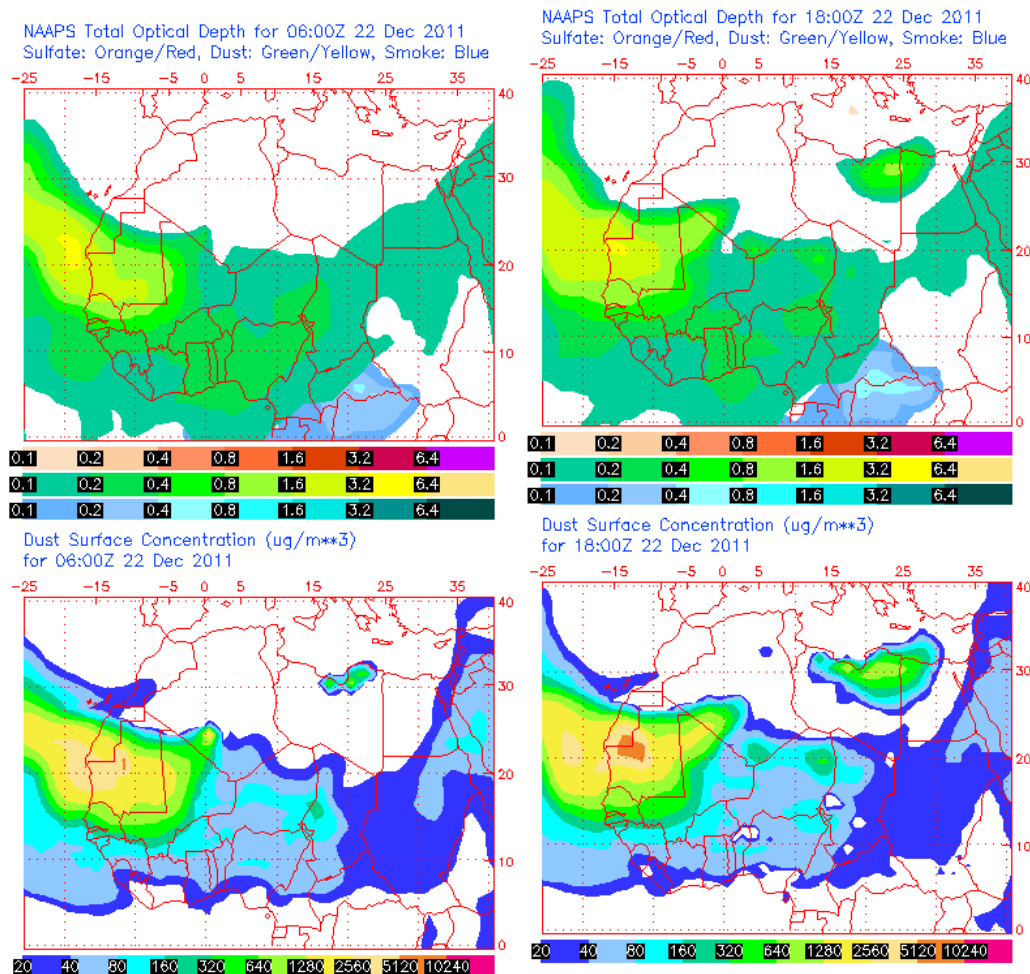 NAAPS Total Optical Depth for 06:00Z 22 Dec 2011
Sulfate: Orange/Red, Dust: Green/Yellow, Smoke: Blue
-25 -15 -5 0 5 15 25 35
40
30
20
10
0
0.1 0.2 0.4 0.8 1.6 3.2 6.4
0.1 0.2 0.4 0.8 1.6 3.2 6.4
0.1 0.2 0.4 0.8 1.6 3.2 6.4
NAAPS Total Optical Depth for 18:00Z 22 Dec 2011
Sulfate: Orange/Red, Dust: Green/Yellow, Smoke: Blue
-25 -15 -5 0 5 15 25 35
40
30
20
10
0
0.1 0.2 0.4 0.8 1.6 3.2 6.4
0.1 0.2 0.4 0.8 1.6 3.2 6.4
0.1 0.2 0.4 0.8 1.6 3.2 6.4
Dust Surface Concentration (ug/m**3)
for 06:00Z 22 Dec 2011
-25 -15 -5 0 5 15 25 35
40
30
20
10
0
20 40 80 160 320 640 1280 2560 5120 10240
Dust Surface Concentration (ug/m**3)
for 18:00Z 22 Dec 2011
-25 -15 -5 0 5 15 25 35
40
30
20
10
0
20 40 80 160 320 640 1280 2560 5120 10240